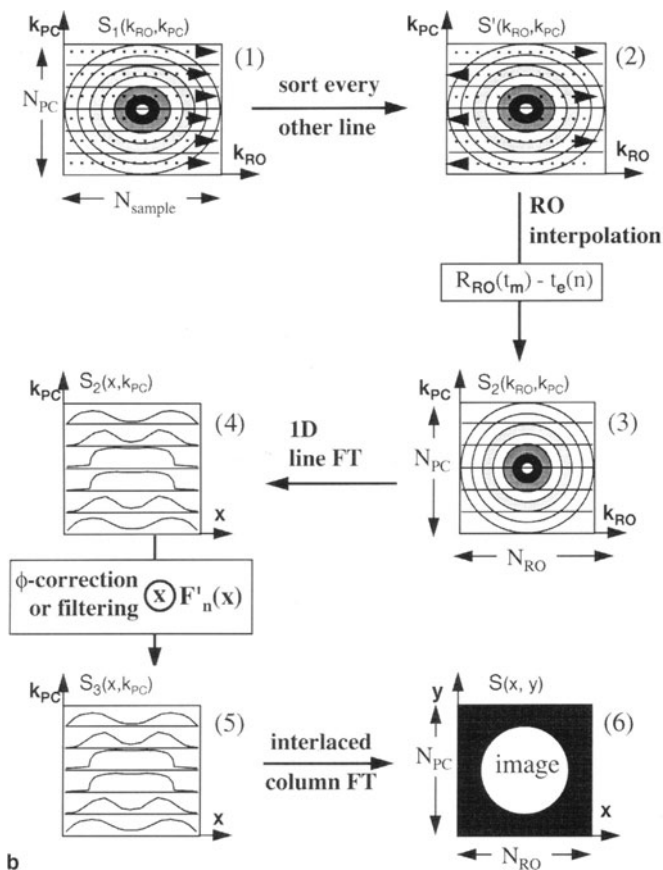 k_PC S_1(k_RO,k_PC) (1)
N_PC
k_RO
N_sample
sort every
other line
k_PC S'(k_RO,k_PC) (2)
k_RO
RO
interpolation
R_RO(t_m) - t_e(n)
k_PC S_2(k_RO,k_PC) (3)
N_PC
k_RO
N_RO
1D
line FT
k_PC S_2(x,k_PC) (4)
x
ϕ-correction
or filtering ⓧ F'_n(x)
k_PC S_3(x,k_PC) (5)
x
interlaced
column FT
y S(x, y) (6)
N_PC
image
x
N_RO
b